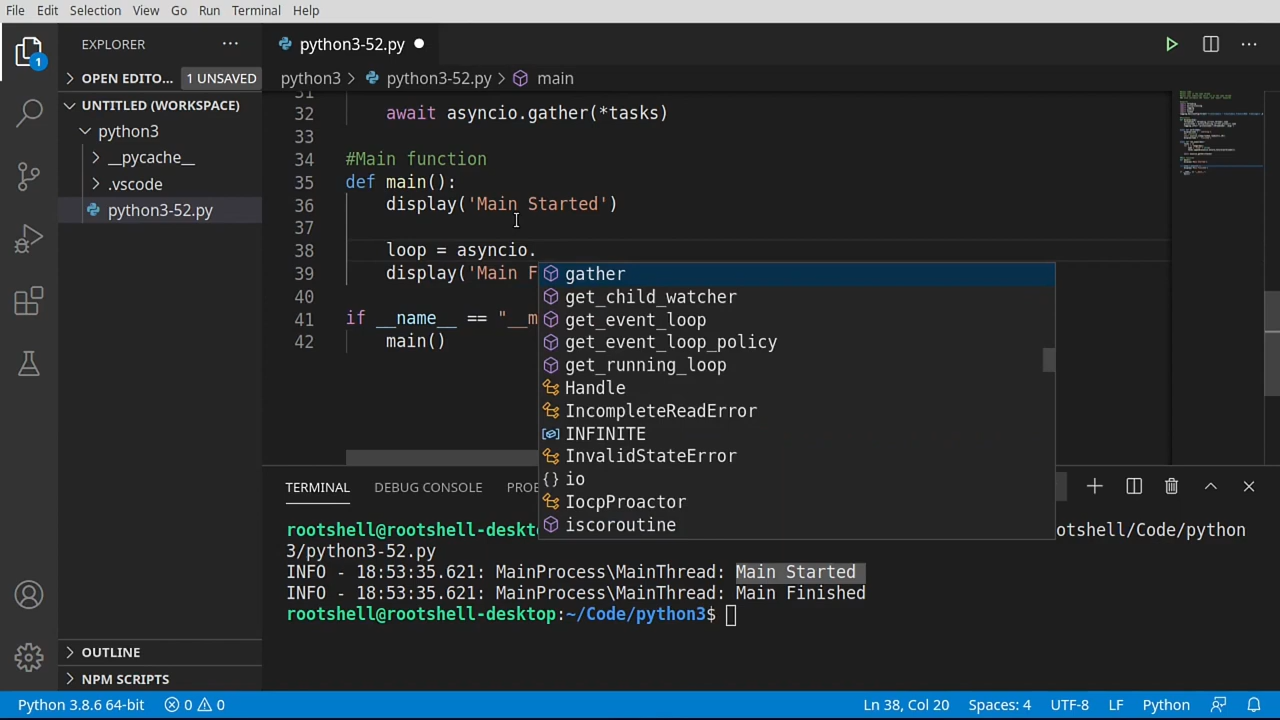 File Edit Selection View Go Run Terminal Help
EXPLORER
python3-52.py
1
OPEN EDITO... 1 UNSAVED
python3 > python3-52.py > main
UNTITLED (WORKSPACE)
python3
__pycache__
.vscode
python3-52.py
31
32 await asyncio.gather(*tasks)
33
34 #Main function
35 def main():
36 display('Main Started')
37
38 loop = asyncio.
39 display('Main F
40
41 if __name__ == "__m
42 main()
gather
get_child_watcher
get_event_loop
get_event_loop_policy
get_running_loop
Handle
IncompleteReadError
INFINITE
InvalidStateError
io
IocpProactor
iscoroutine
TERMINAL DEBUG CONSOLE
rootshell@rootshell-deskt ootshell/Code/python
3/python3-52.py
INFO - 18:53:35.621: MainProcess\MainThread: Main Started
INFO - 18:53:35.621: MainProcess\MainThread: Main Finished
rootshell@rootshell-desktop:~/Code/python3$
OUTLINE
NPM SCRIPTS
Python 3.8.6 64-bit 0 0 Ln 38, Col 20 Spaces: 4 UTF-8 LF Python